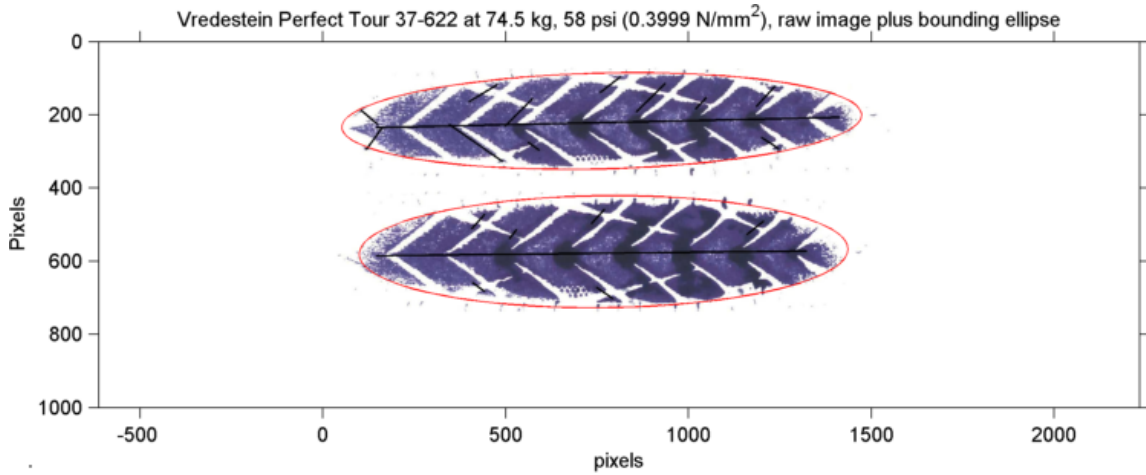 Vredestein Perfect Tour 37-622 at 74.5 kg, 58 psi (0.3999 N/mm²), raw image plus bounding ellipse
0
200
400
600
800
1000
Pixels
-500 0 500 1000 1500 2000
pixels
.